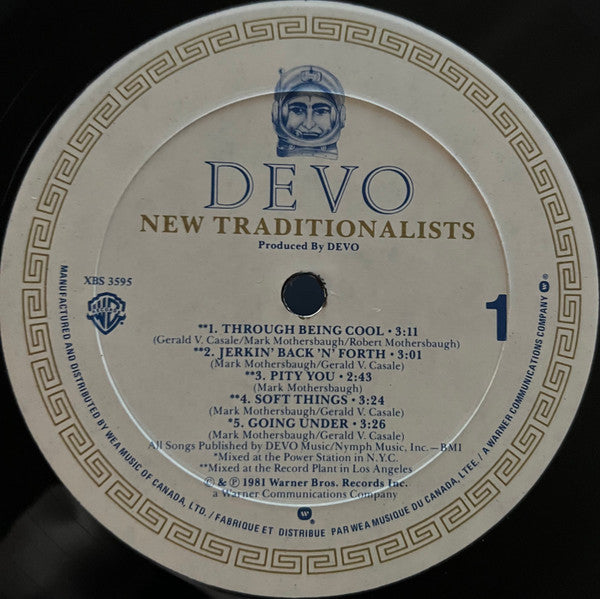 DEVO
NEW TRADITIONALISTS
Produced By DEVO
XBS 3595
WB
1
**1. THROUGH BEING COOL • 3:11
(Gerald V. Casale/Mark Mothersbaugh/Robert Mothersbaugh)
**2. JERKIN' BACK 'N' FORTH • 3:01
(Mark Mothersbaugh/Gerald V. Casale)
**3. PITY YOU • 2:43
(Mark Mothersbaugh)
**4. SOFT THINGS • 3:24
(Mark Mothersbaugh/Gerald V. Casale)
*5. GOING UNDER • 3:26
(Mark Mothersbaugh/Gerald V. Casale)
All Songs Published by DEVO Music/Nymph Music, Inc.—BMI
*Mixed at the Power Station in N.Y.C.
**Mixed at the Record Plant in Los Angeles
© & ℗ 1981 Warner Bros. Records Inc.
a Warner Communications Company
MANUFACTURED AND DISTRIBUTED BY WEA MUSIC OF CANADA, LTD. / FABRIQUE ET DISTRIBUE PAR WEA MUSIQUE DU CANADA, LTEE. / A WARNER COMMUNICATIONS COMPANY ®